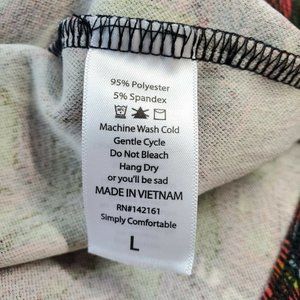 95% Polyester
5% Spandex
Machine Wash Cold
Gentle Cycle
Do Not Bleach
Hang Dry
or you'll be sad
MADE IN VIETNAM
RN#142161
Simply Comfortable
L